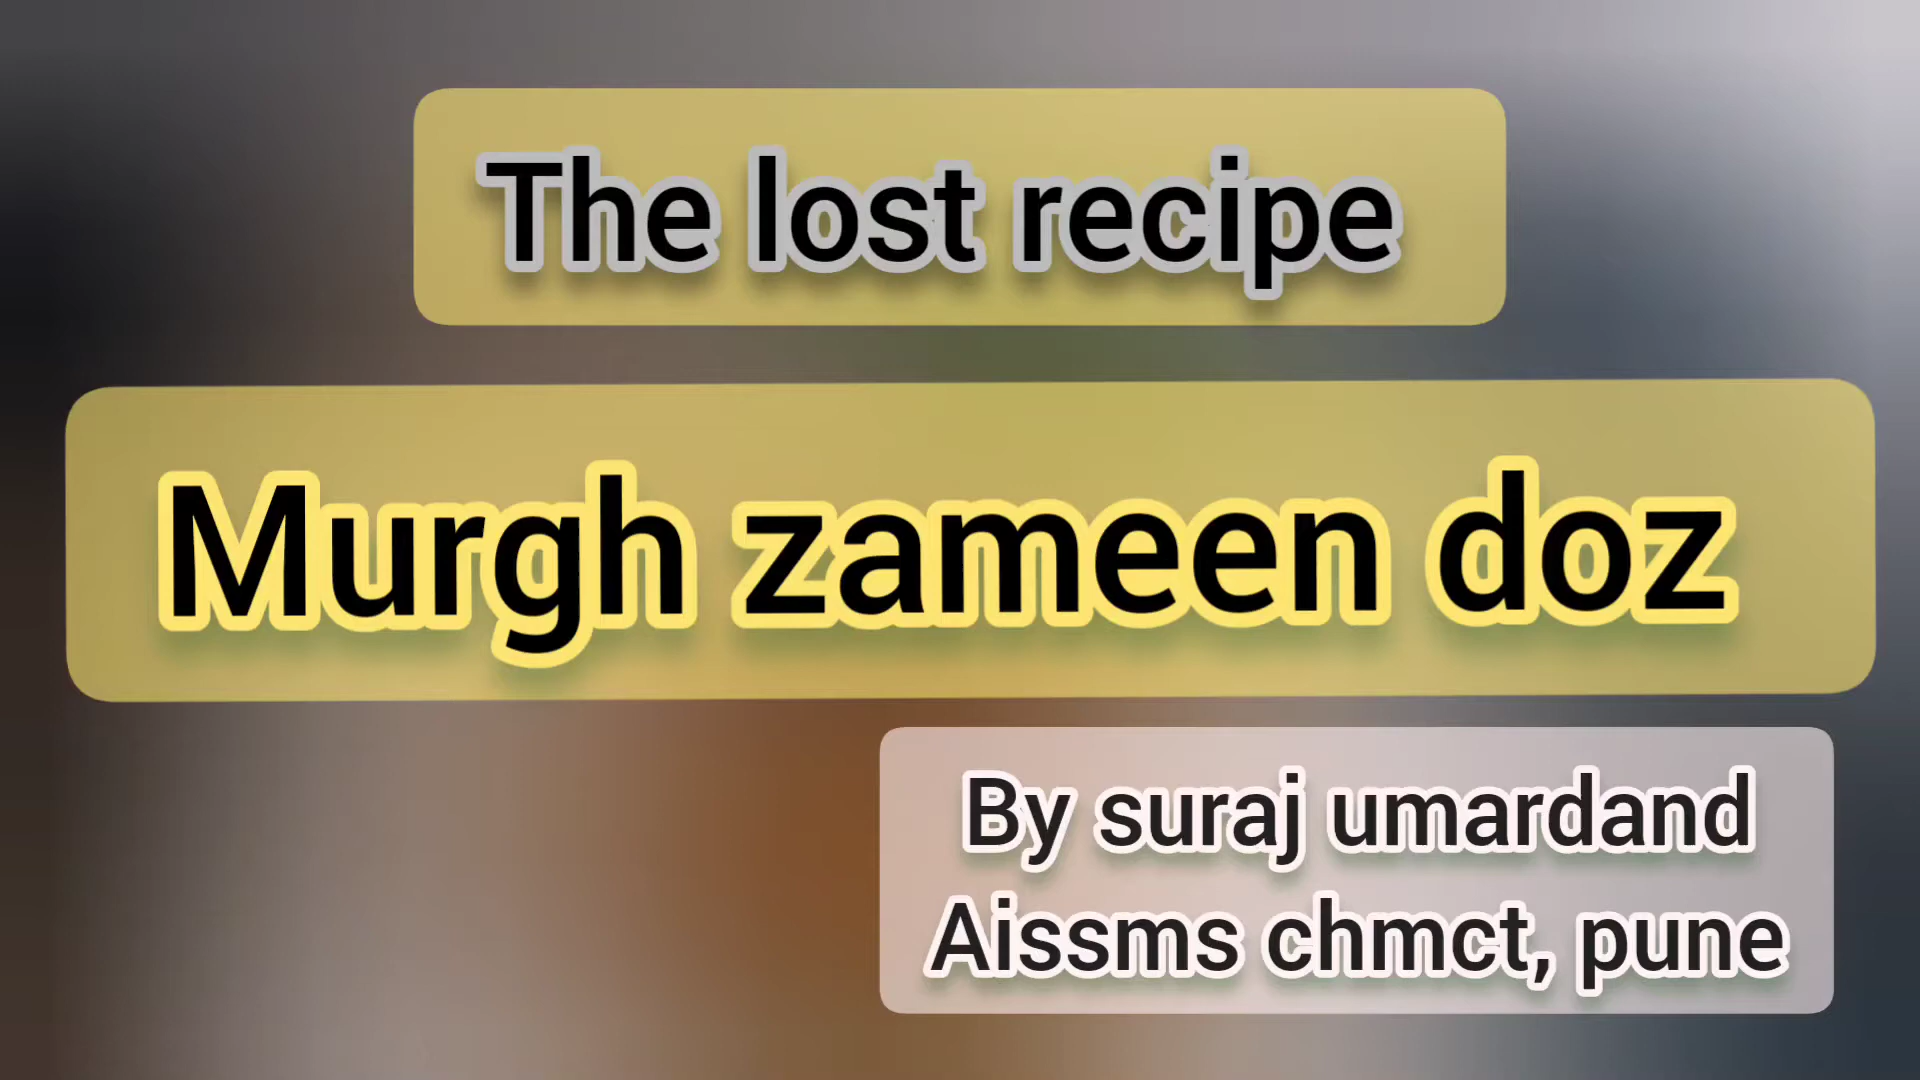 The lost recipe
Murgh zameen doz
By suraj umardand
Aissms chmct, pune